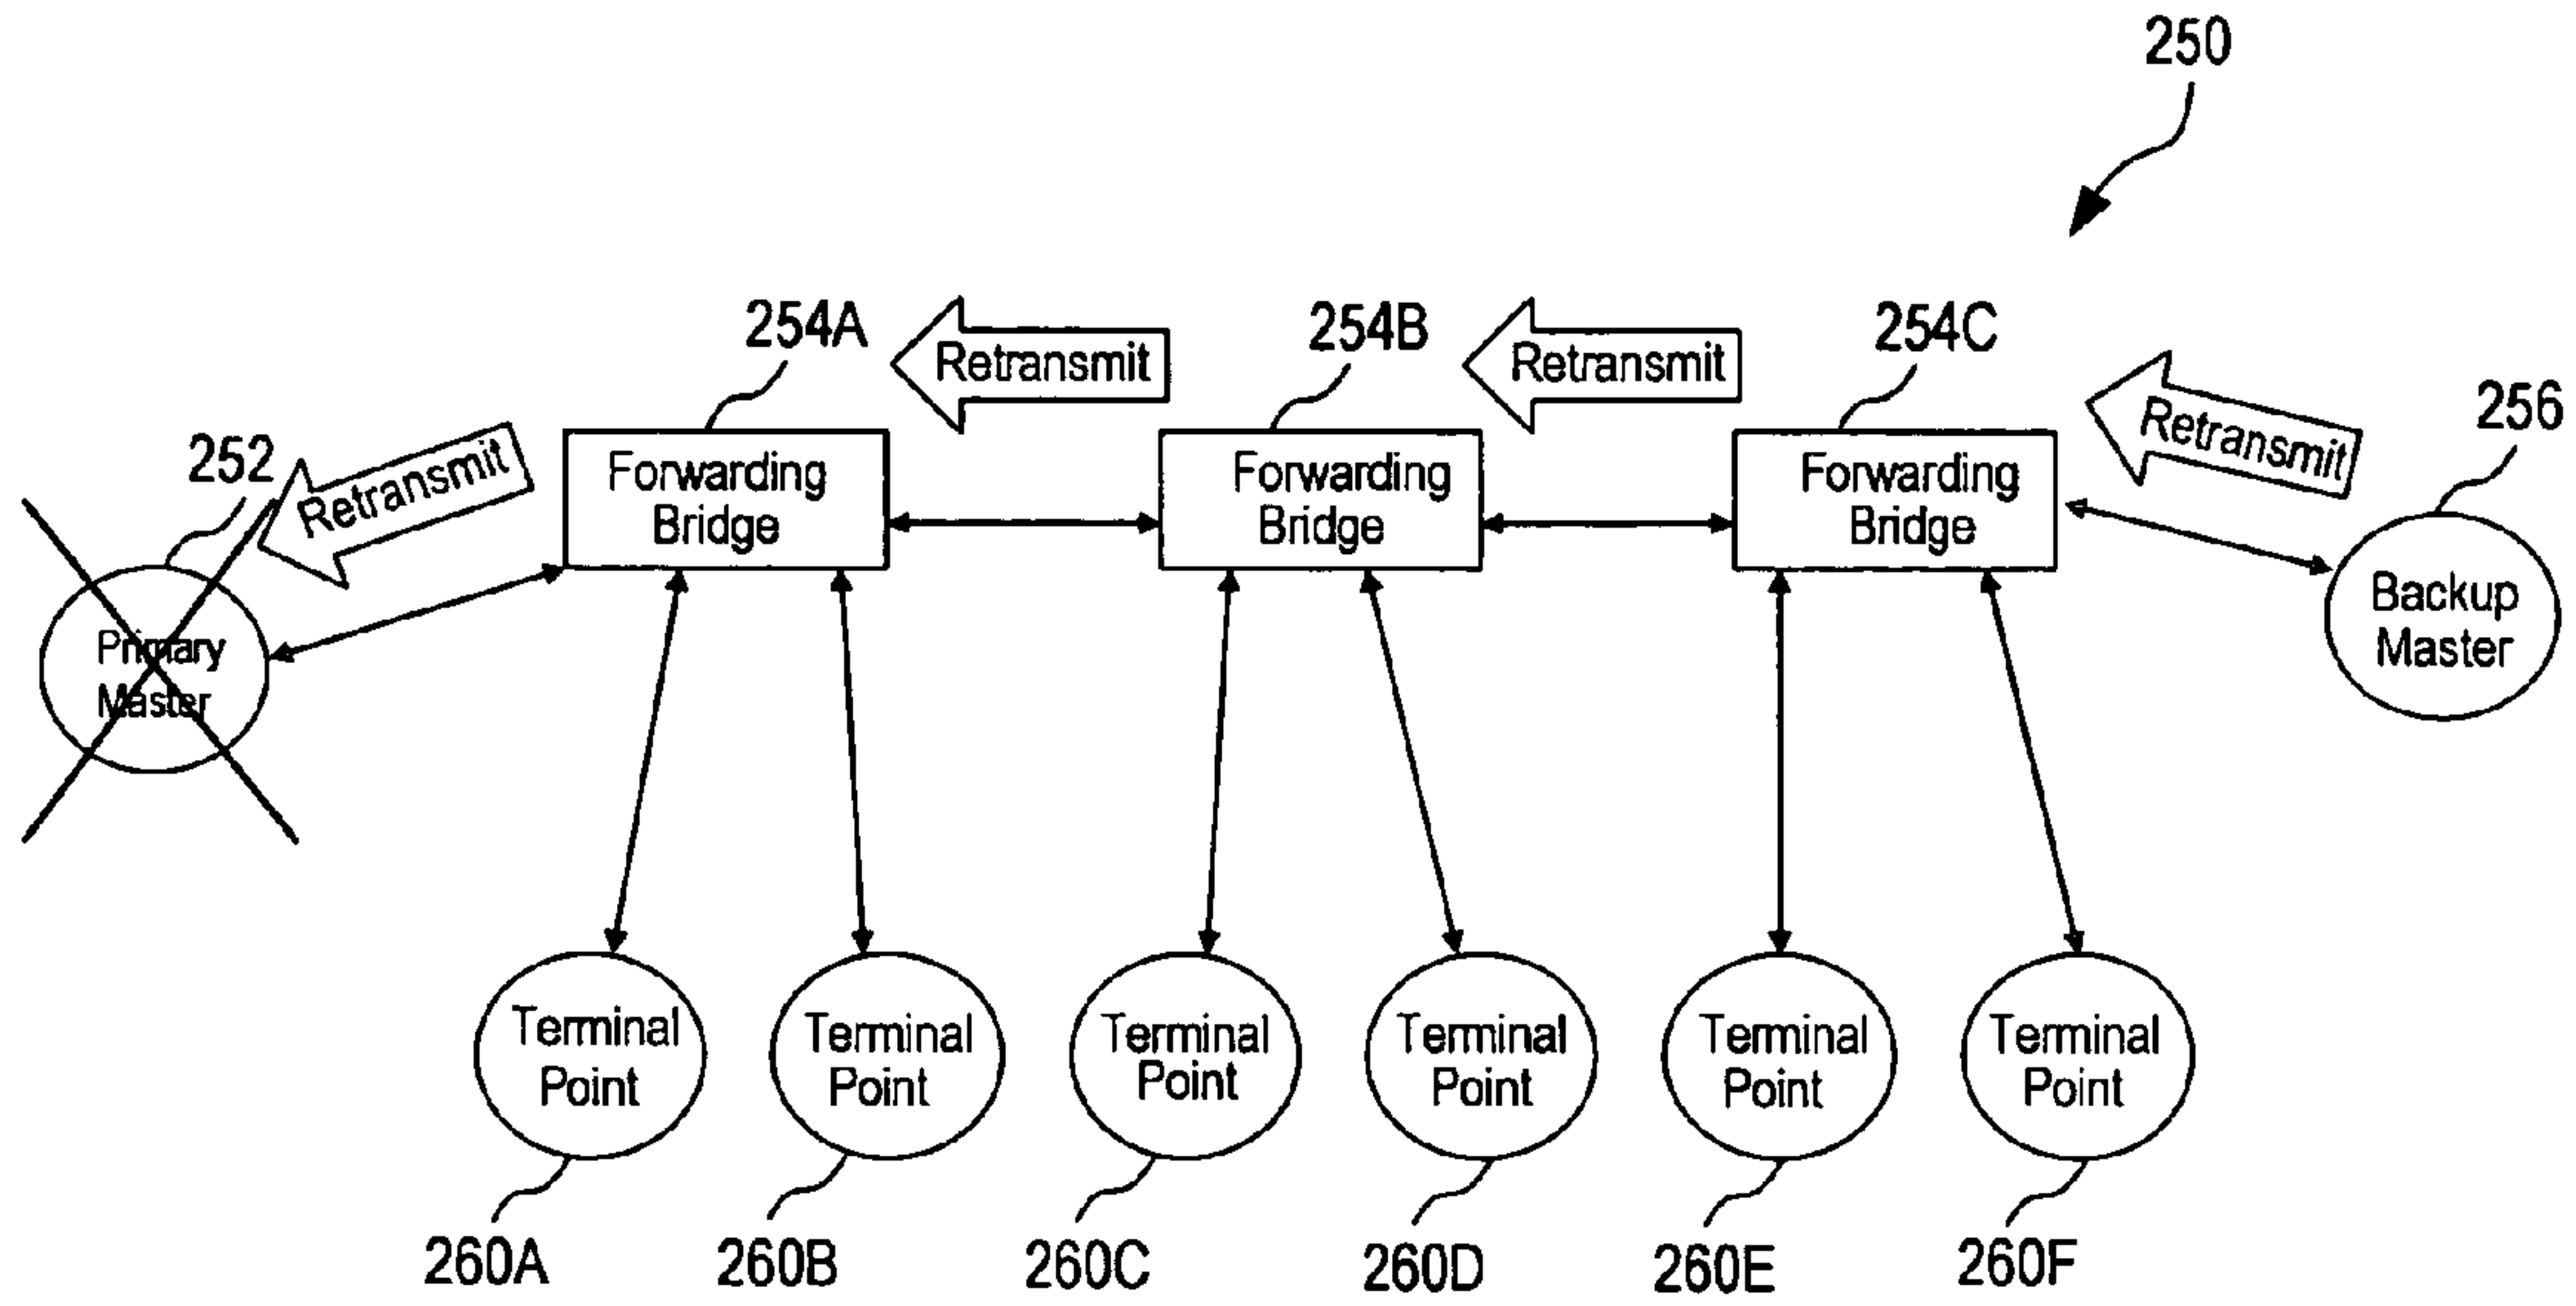 250
254A
Retransmit
254B
Retransmit
254C
Retransmit
256
252
Retransmit
Forwarding
Bridge
Forwarding
Bridge
Forwarding
Bridge
Primary
Master
Backup
Master
Terminal
Point
Terminal
Point
Terminal
Point
Terminal
Point
Terminal
Point
Terminal
Point
260A
260B
260C
260D
260E
260F